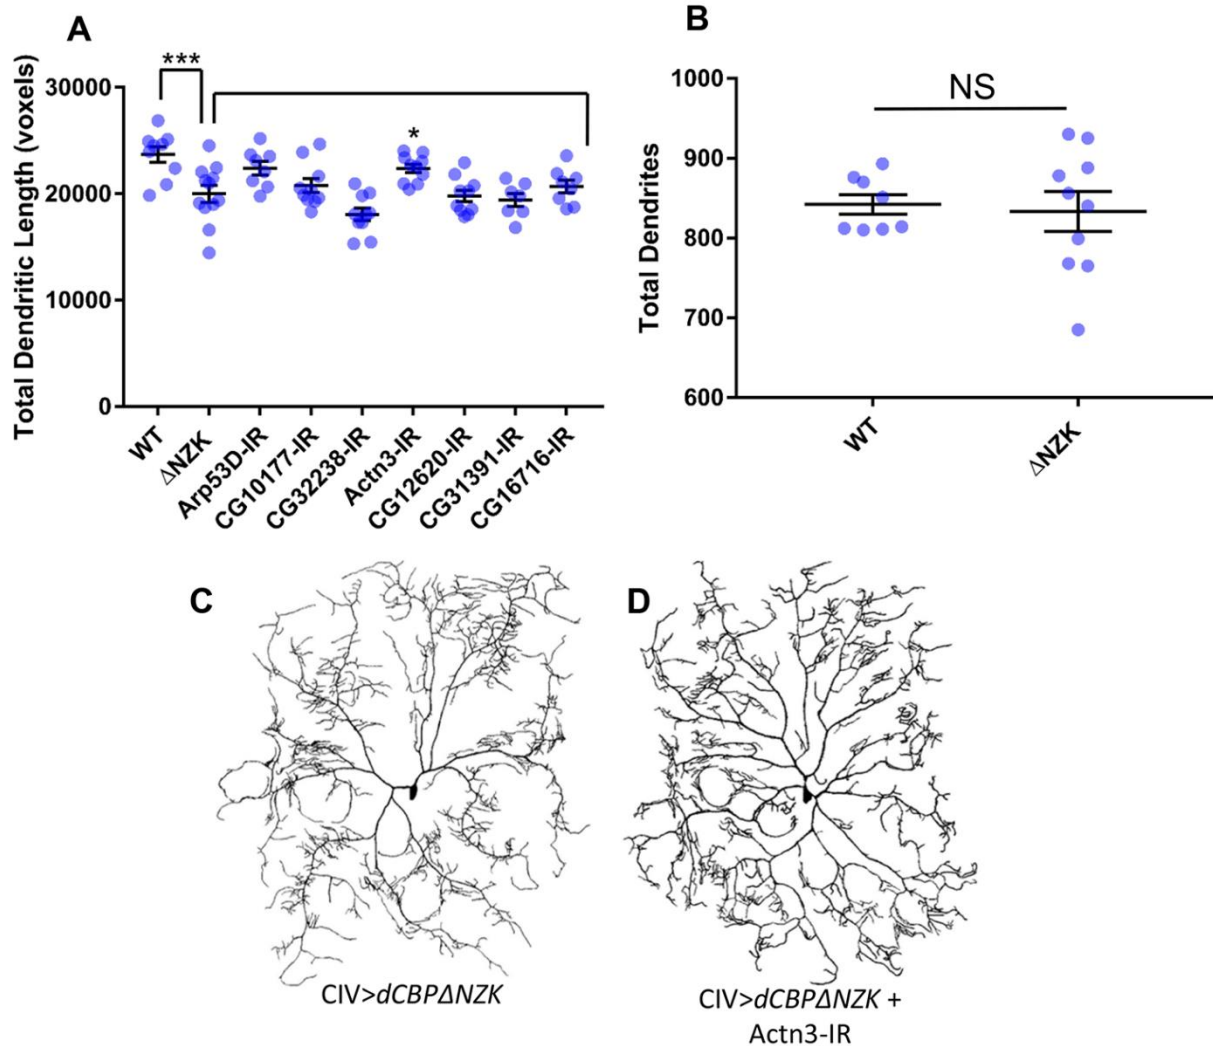 A
Total Dendritic Length (voxels)
30000
20000
10000
0
***
*
WT
ΔNZK
Arp53D-IR
CG10177-IR
CG32238-IR
Actn3-IR
CG12620-IR
CG31391-IR
CG16716-IR
B
Total Dendrites
1000
900
800
700
600
NS
WT
ΔNZK
C
CIV>dCBPΔNZK
D
CIV>dCBPΔNZK +
Actn3-IR